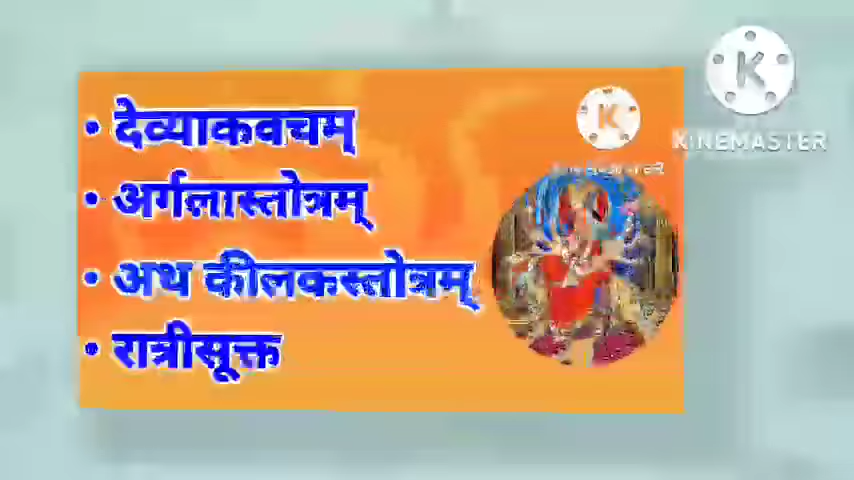 • देव्याकवचम्
• अर्गलास्तोत्रम्
• अथ कीलकस्तोत्रम्
• रात्रीसूक्त
K
K
KINEMASTER